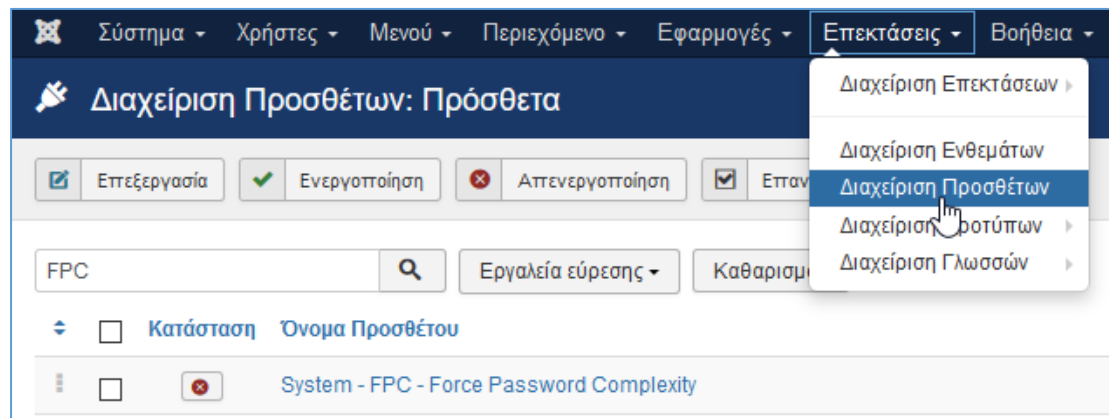 Σύστημα Χρήστες Μενού Περιεχόμενο Εφαρμογές Επεκτάσεις Βοήθεια
Διαχείριση Προσθέτων: Πρόσθετα
Διαχείριση Επεκτάσεων
Διαχείριση Ενθεμάτων
Διαχείριση Προσθέτων
Διαχείριση
Διαχείριση Γλωσσών
Επεξεργασία Ενεργοποίηση Απενεργοποίηση
FPC Εργαλεία εύρεσης
Κατάσταση Όνομα Προσθέτου
System - FPC - Force Password Complexity